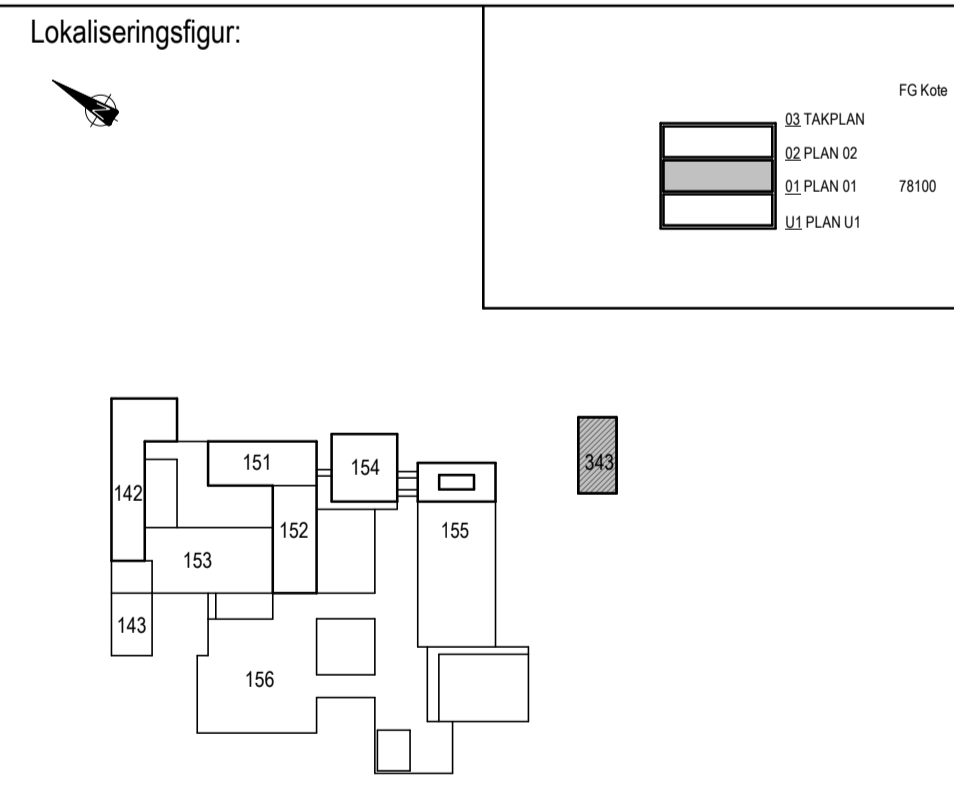 Lokaliseringsfigur:
N
FG Kote
03 TAKPLAN
02 PLAN 02
01 PLAN 01 78100
U1 PLAN U1
151
154
343
142
152
155
153
143
156